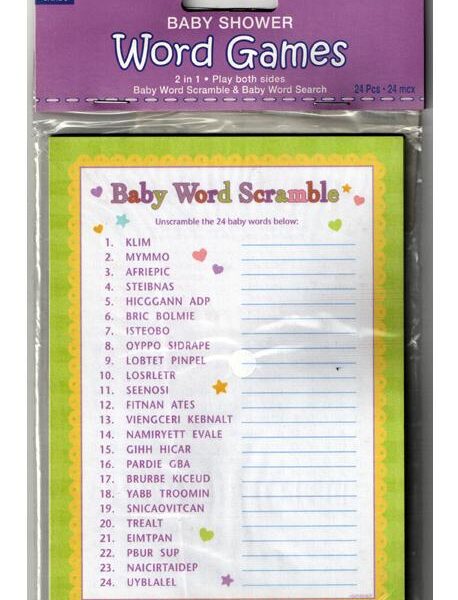 BABY SHOWER
Word Games
2 in 1 • Play both sides
Baby Word Scramble & Baby Word Search
24 Pcs • 24 mcx
Baby Word Scramble
Unscramble the 24 baby words below:
1. KLIM
2. MYMMO
3. AFRIEPIC
4. STEIBNAS
5. HICGGANN ADP
6. BRIC BOLMIE
7. ISTEOBO
8. OYPPO SIDRAPE
9. LOBTET PINPEL
10. LOSRLETR
11. SEENOSI
12. FITNAN ATES
13. VIENGCERI KEBNALT
14. NAMIRYETT EVALE
15. GIHH HICAR
16. PARDIE GBA
17. BRURBE KICEUD
18. YABB TROOMIN
19. SNICAOVITCAN
20. TREALT
21. EIMTPAN
22. PBUR SUP
23. NAICIRTAIDEP
24. UYBLALEL